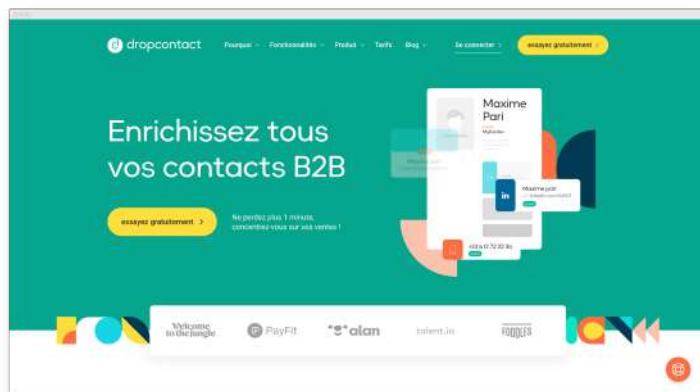 dropcontact
Pourquoi
Fonctionnalités
Produit
Tarifs
Blog
Se connecter
essayez gratuitement
Enrichissez tous
vos contacts B2B
essayez gratuitement
Ne perdez plus 1 minute,
concentrez-vous sur vos ventes !
Maxime
Pari
Maxime pari
in
Welcome
to the jungle
PayFit
alan
talent.io
FOODLES